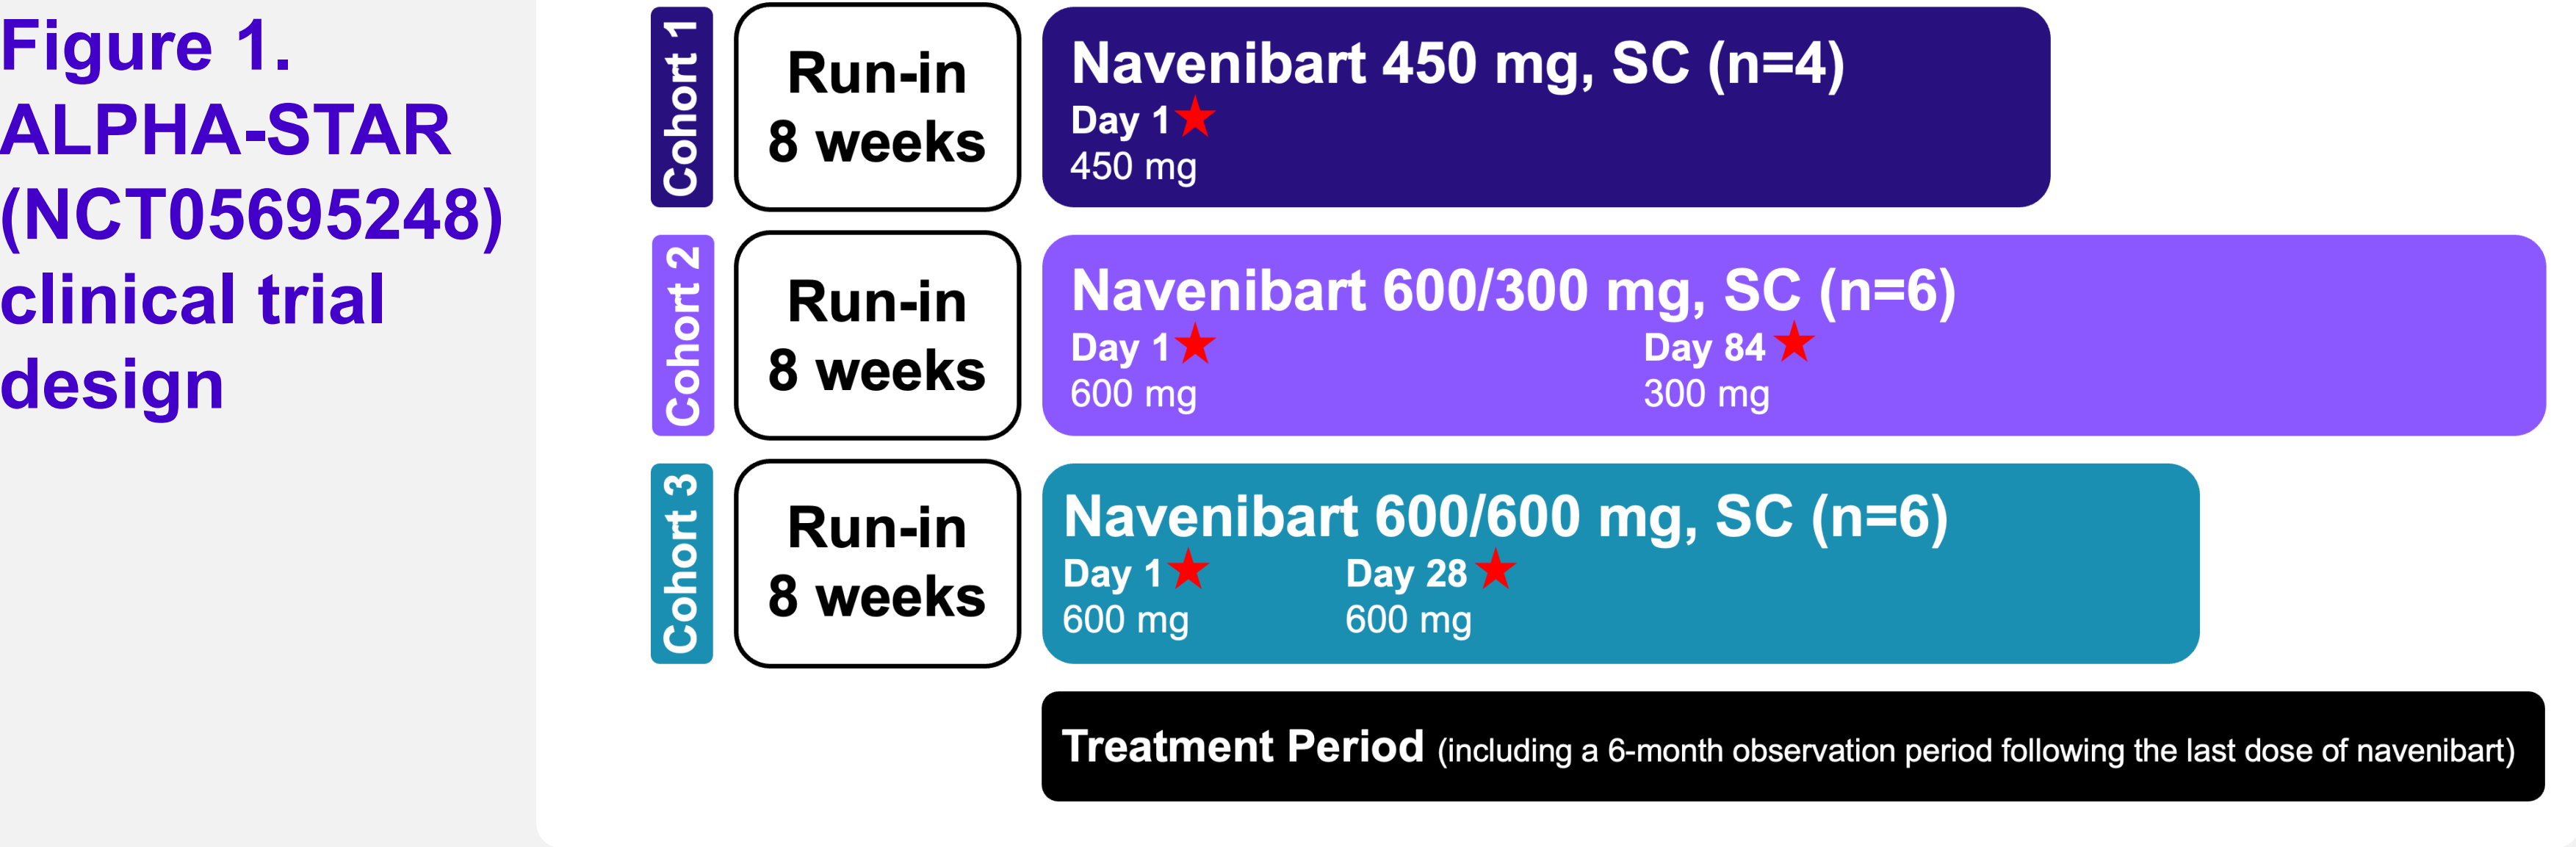 Figure 1.
ALPHA-STAR
(NCT05695248)
clinical trial
design
Cohort 1
Run-in
8 weeks
Navenibart 450 mg, SC (n=4)
Day 1
450 mg
Cohort 2
Run-in
8 weeks
Navenibart 600/300 mg, SC (n=6)
Day 1 Day 84
600 mg 300 mg
Cohort 3
Run-in
8 weeks
Navenibart 600/600 mg, SC (n=6)
Day 1 Day 28
600 mg 600 mg
Treatment Period (including a 6-month observation period following the last dose of navenibart)